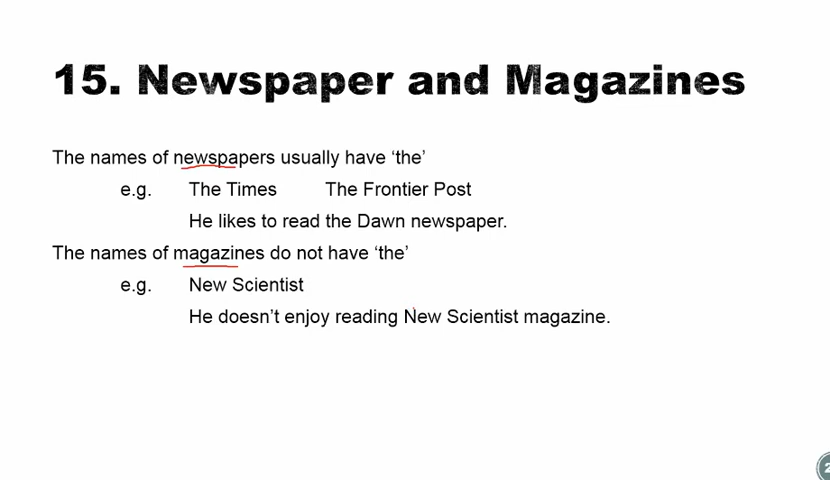 15. Newspaper and Magazines
The names of newspapers usually have ‘the’
e.g. The Times The Frontier Post
He likes to read the Dawn newspaper.
The names of magazines do not have ‘the’
e.g. New Scientist
He doesn’t enjoy reading New Scientist magazine.